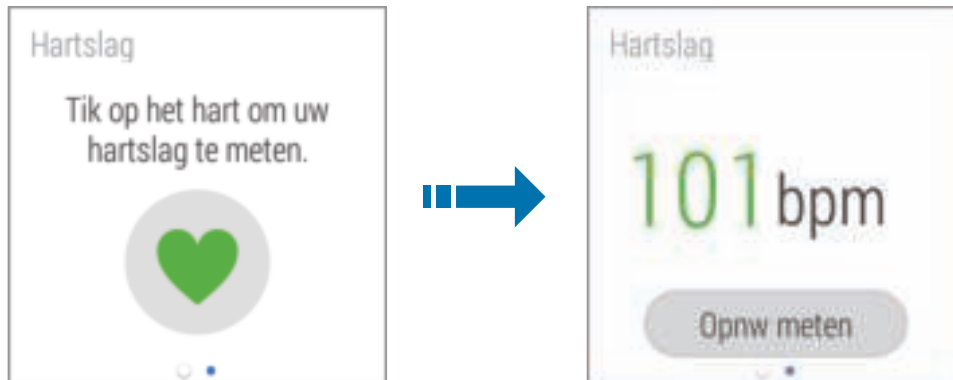 Hartslag
Tik op het hart om uw
hartslag te meten.
Hartslag
101 bpm
Opnw meten